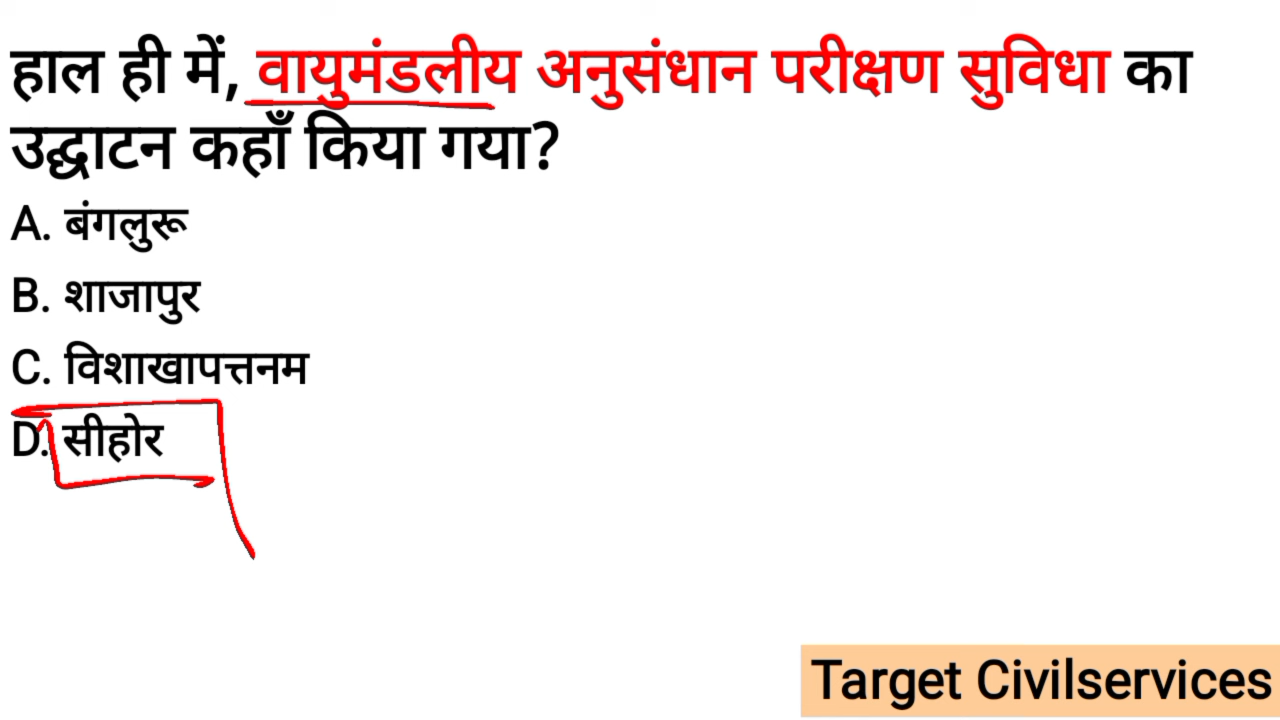 हाल ही में, वायुमंडलीय अनुसंधान परीक्षण सुविधा का
उद्घाटन कहाँ किया गया?
A. बंगलुरू
B. शाजापुर
C. विशाखापत्तनम
D. सीहोर
Target Civilservices